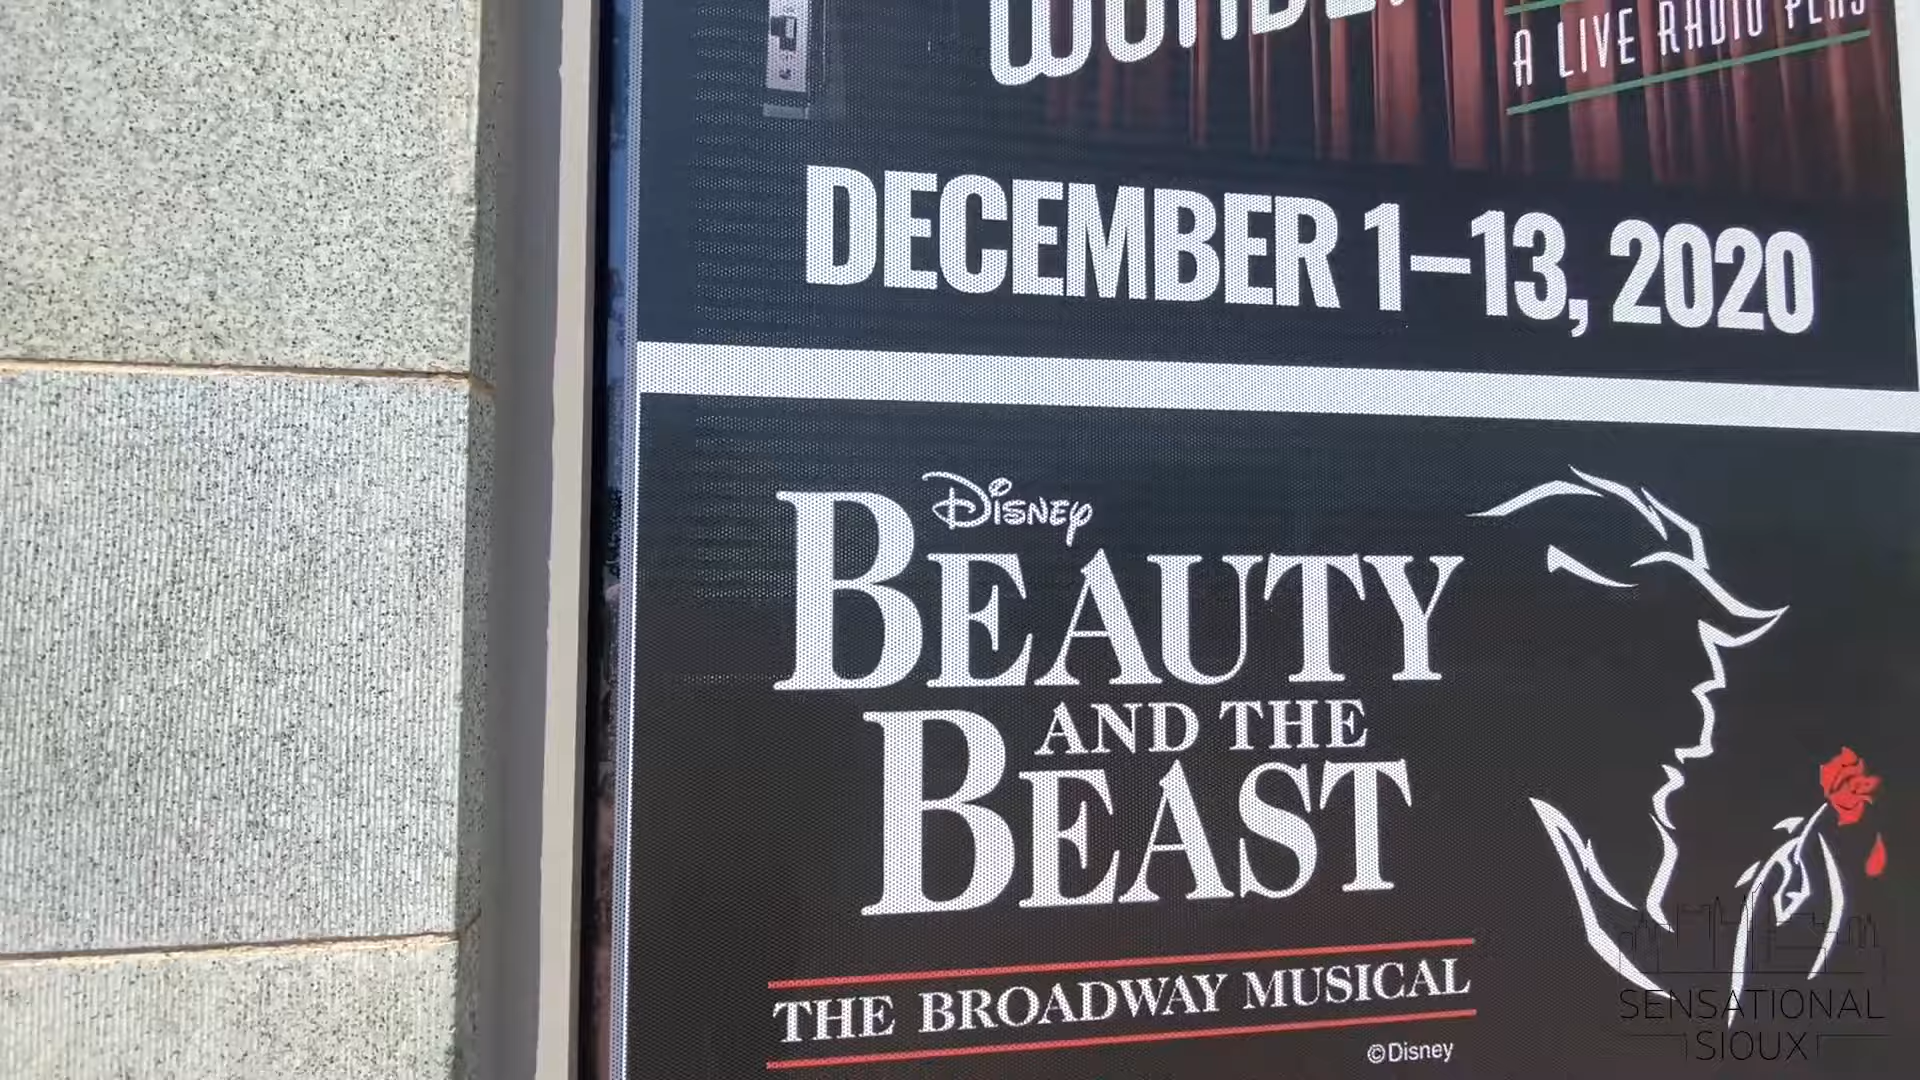 A LIVE RADIO PLAY
DECEMBER 1–13, 2020
DISNEY
BEAUTY
AND THE
BEAST
THE BROADWAY MUSICAL
©Disney
SENSATIONAL
SIOUX